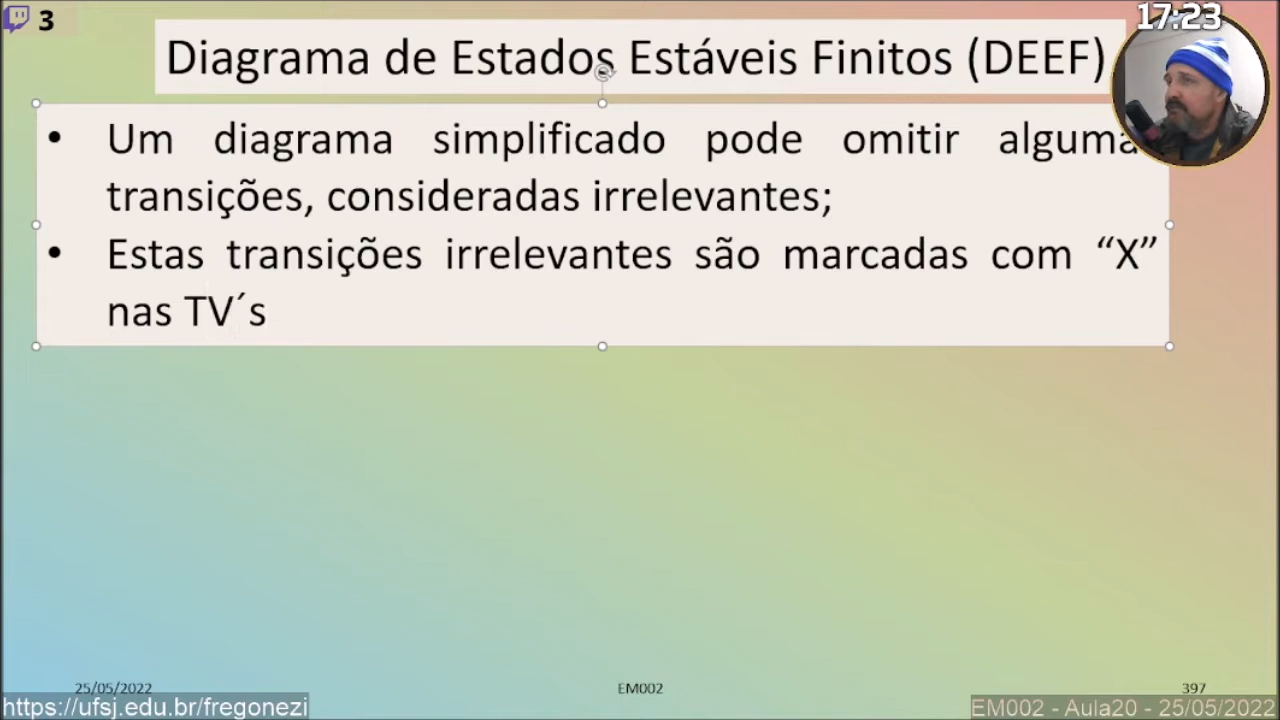 3
17:23
Diagrama de Estados Estáveis Finitos (DEEF)
• Um diagrama simplificado pode omitir
transições, consideradas irrelevantes;
• Estas transições irrelevantes são marcadas com “X”
nas TV´s
25/05/2022
EM002
397
https://ufsj.edu.br/fregonezi
EM002 - Aula20 - 25/05/2022